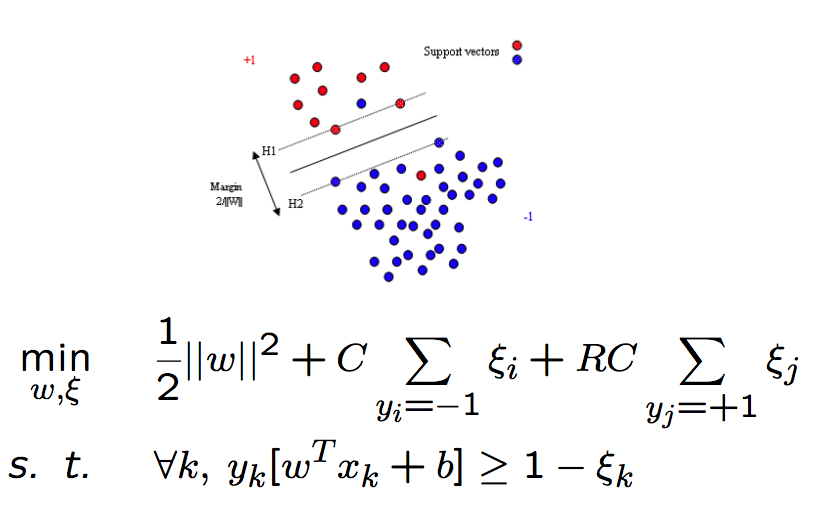 Support vectors
+1
H1
Margin
2/||W||
H2
-1
min w,ξ 1/2 ||w||² + C ∑ yᵢ=−1 ξᵢ + RC ∑ yⱼ=+1 ξⱼ
s. t. ∀k, yₖ[wᵀxₖ + b] ≥ 1 − ξₖ